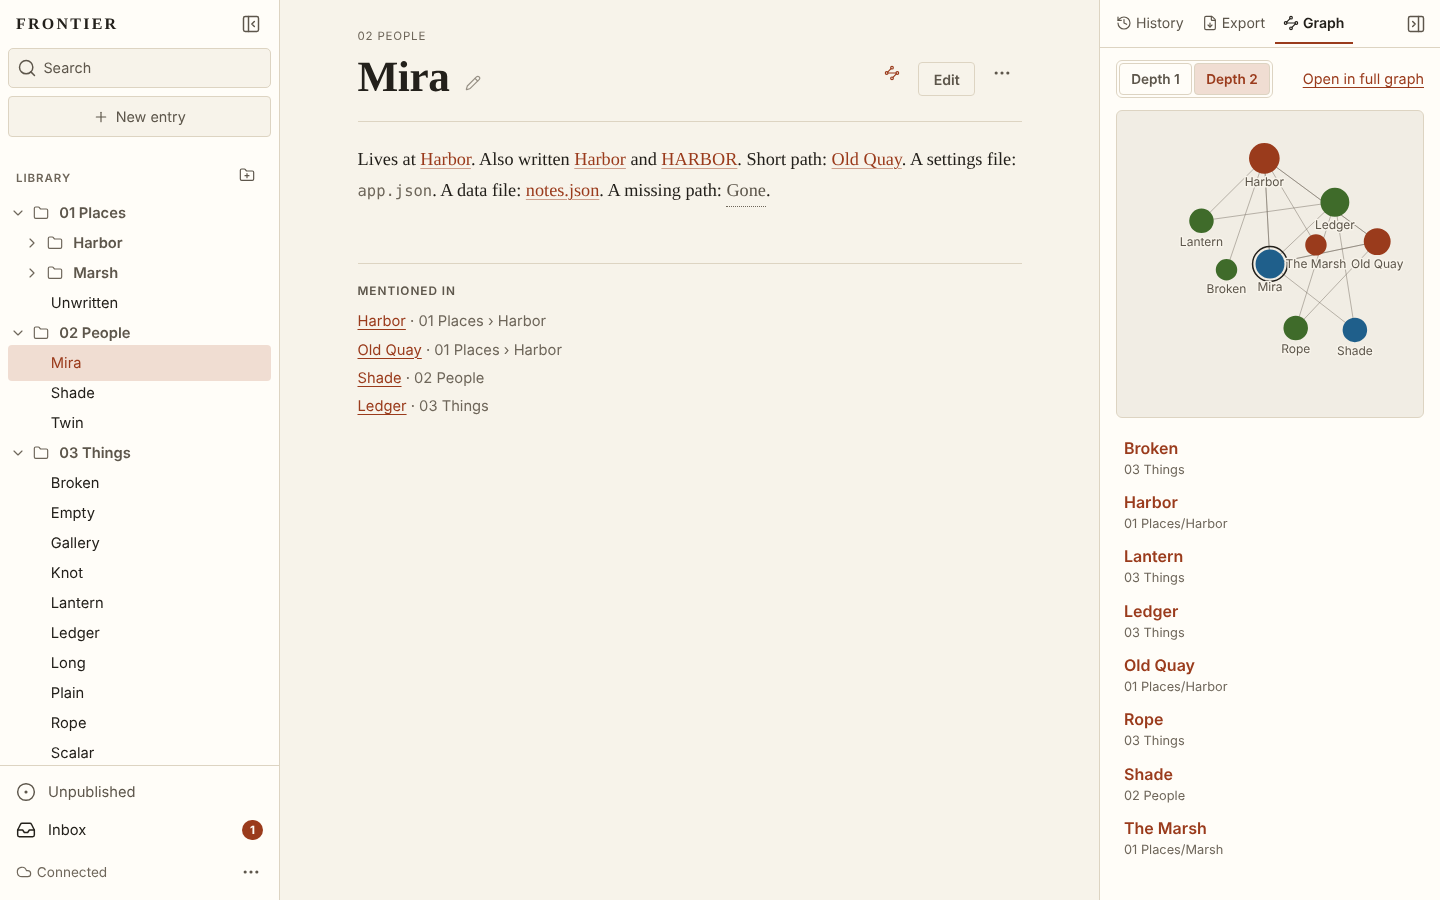 FRONTIER
Search
New entry
LIBRARY
01 Places
Harbor
Marsh
Unwritten
02 People
Mira
Shade
Twin
03 Things
Broken
Empty
Gallery
Knot
Lantern
Ledger
Long
Plain
Rope
Scalar
Unpublished
Inbox 1
Connected
02 PEOPLE
Mira
Edit
Lives at Harbor. Also written Harbor and HARBOR. Short path: Old Quay. A settings file:
app.json. A data file: notes.json. A missing path: Gone.
MENTIONED IN
Harbor · 01 Places › Harbor
Old Quay · 01 Places › Harbor
Shade · 02 People
Ledger · 03 Things
History Export Graph
Depth 1 Depth 2 Open in full graph
Harbor
Ledger
Lantern
The Marsh Old Quay
Broken Mira
Rope Shade
Broken
03 Things
Harbor
01 Places/Harbor
Lantern
03 Things
Ledger
03 Things
Old Quay
01 Places/Harbor
Rope
03 Things
Shade
02 People
The Marsh
01 Places/Marsh